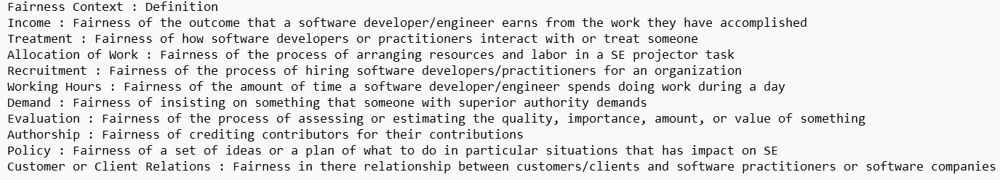 Fairness Context : Definition
Income : Fairness of the outcome that a software developer/engineer earns from the work they have accomplished
Treatment : Fairness of how software developers or practitioners interact with or treat someone
Allocation of Work : Fairness of the process of arranging resources and labor in a SE projector task
Recruitment : Fairness of the process of hiring software developers/practitioners for an organization
Working Hours : Fairness of the amount of time a software developer/engineer spends doing work during a day
Demand : Fairness of insisting on something that someone with superior authority demands
Evaluation : Fairness of the process of assessing or estimating the quality, importance, amount, or value of something
Authorship : Fairness of crediting contributors for their contributions
Policy : Fairness of a set of ideas or a plan of what to do in particular situations that has impact on SE
Customer or Client Relations : Fairness in there relationship between customers/clients and software practitioners or software companies